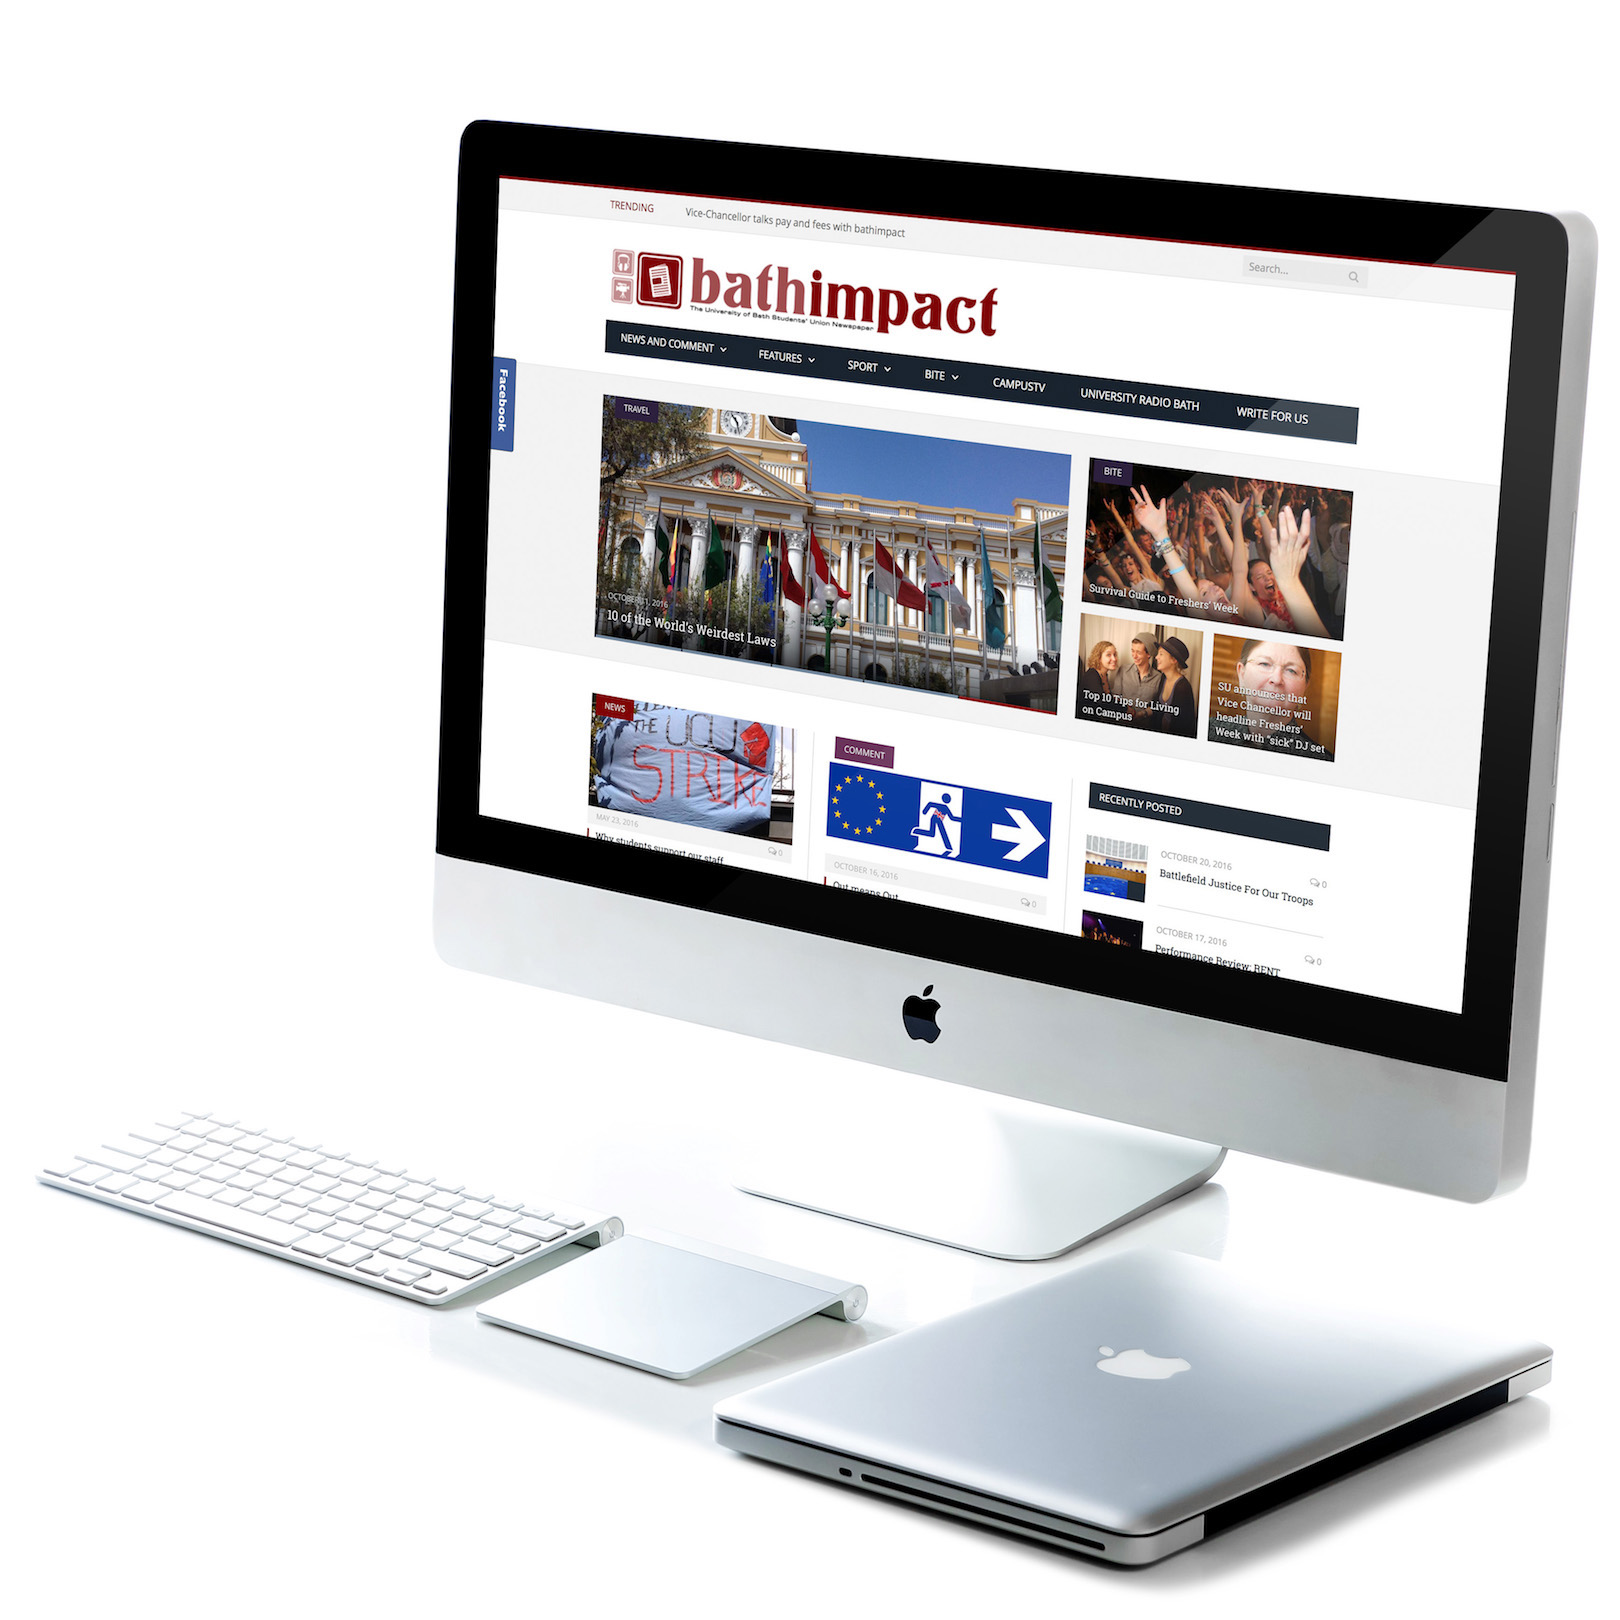 TRENDING
Vice-Chancellor talks pay and fees with bathimpact
Search...
bathimpact
The University of Bath Students' Union Newspaper
NEWS AND COMMENT
FEATURES
SPORT
BITE
CAMPUSTV
UNIVERSITY RADIO BATH
WRITE FOR US
Facebook
TRAVEL
OCTOBER 11, 2016
10 of the World's Weirdest Laws
BITE
Survival Guide to Freshers' Week
Top 10 Tips for Living
on Campus
SU announces that
Vice Chancellor will
headline Freshers'
Week with "sick" DJ set
NEWS
THE UCU
STRIKE
MAY 23, 2016
0
Why students support our staff
COMMENT
OCTOBER 16, 2016
0
Out means Out
RECENTLY POSTED
OCTOBER 20, 2016
0
Battlefield Justice For Our Troops
OCTOBER 17, 2016
0
Performance Review: RENT